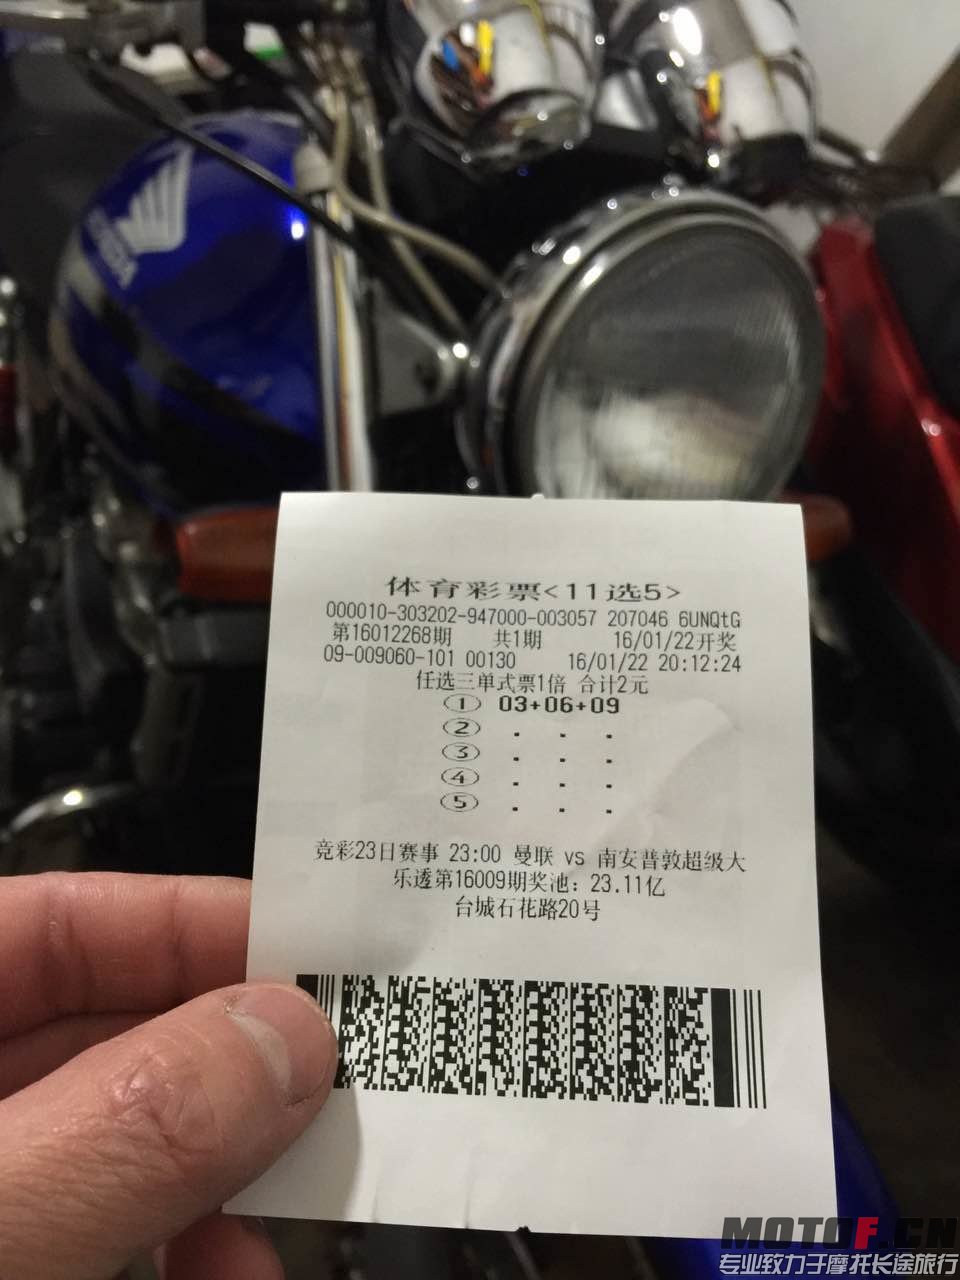 HONDA
体育彩票<11选5>
000010-303202-947000-003057 207046 6UNQtG
第16012268期 共1期 16/01/22开奖
09-009060-101 00130 16/01/22 20:12:24
任选三单式票1倍 合计2元
① 03+06+09
② . . .
③ . . .
④ . . .
⑤ . . .
竞彩23日赛事 23:00 曼联 vs 南安普敦超级大
乐透第16009期奖池：23.11亿
台城石花路20号
MOTOF.CN
专业致力于摩托长途旅行